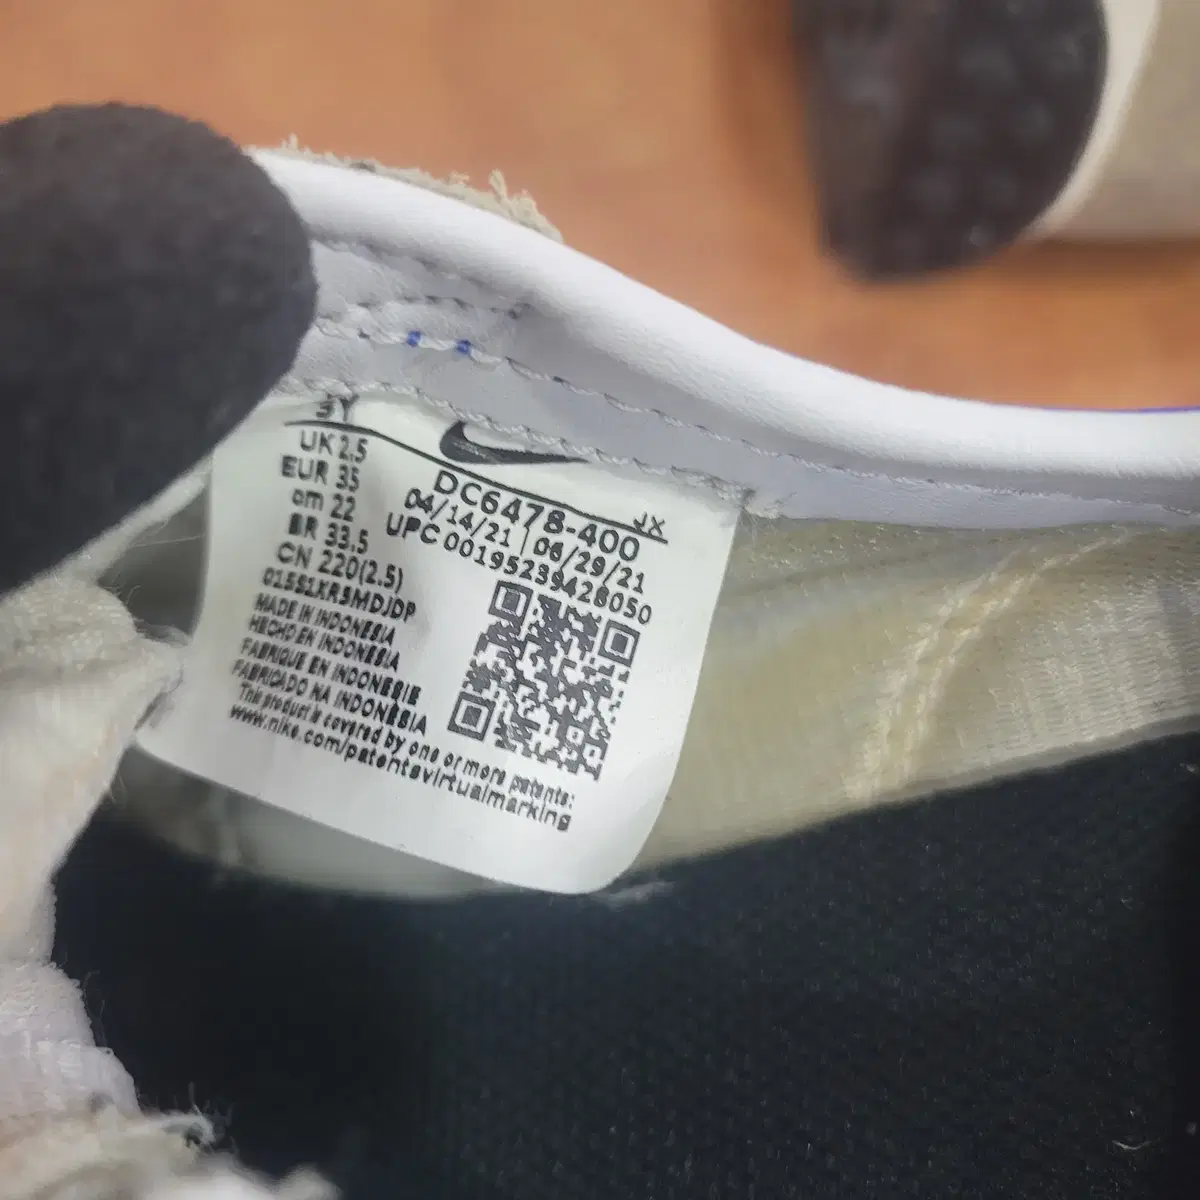 3Y
UK 2,5
EUR 35
cm 22
BR 33,5
CN 220(2.5)
JX
DC6478-400
04/14/21 06/29/21
UPC 00195239428050
MADE IN INDONESIA
HECHO EN INDONESIA
FABRIQUE EN INDONESIE
FABRICADO NA INDONÉSIA
This product is covered by one or more patents:
www.nike.com/patentsvirtualmarking